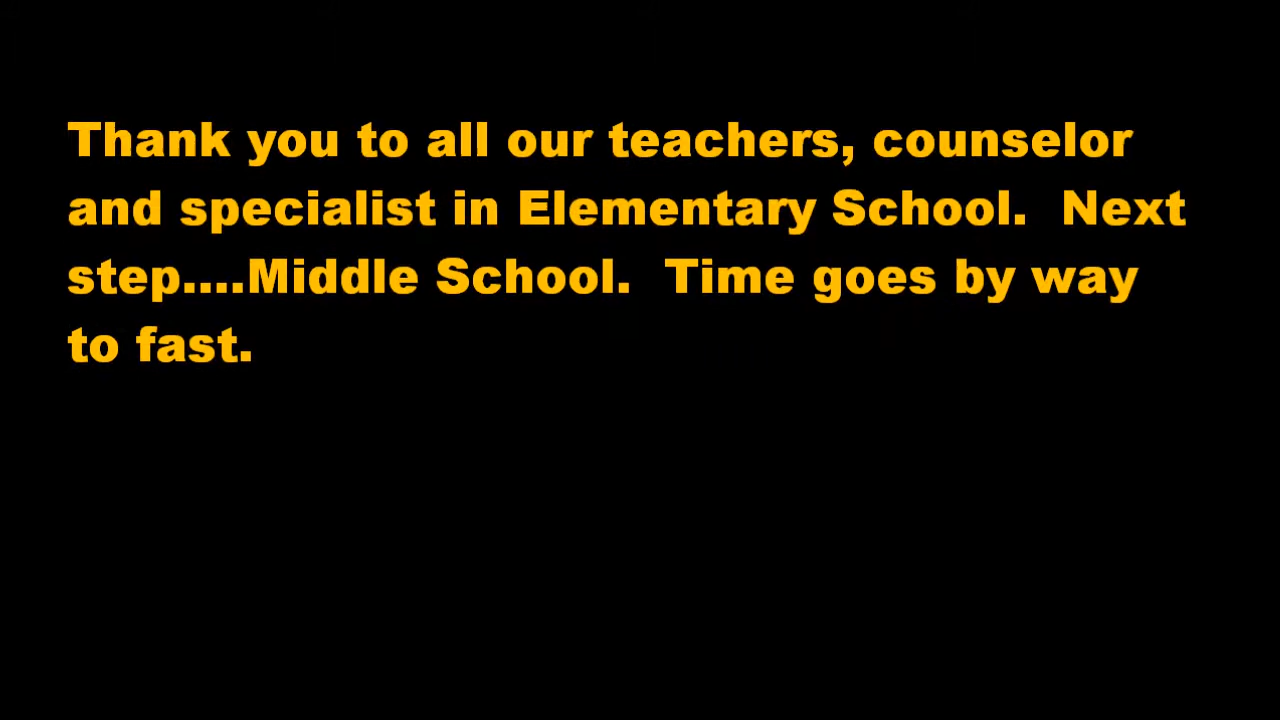 Thank you to all our teachers, counselor
and specialist in Elementary School.  Next
step....Middle School.  Time goes by way
to fast.